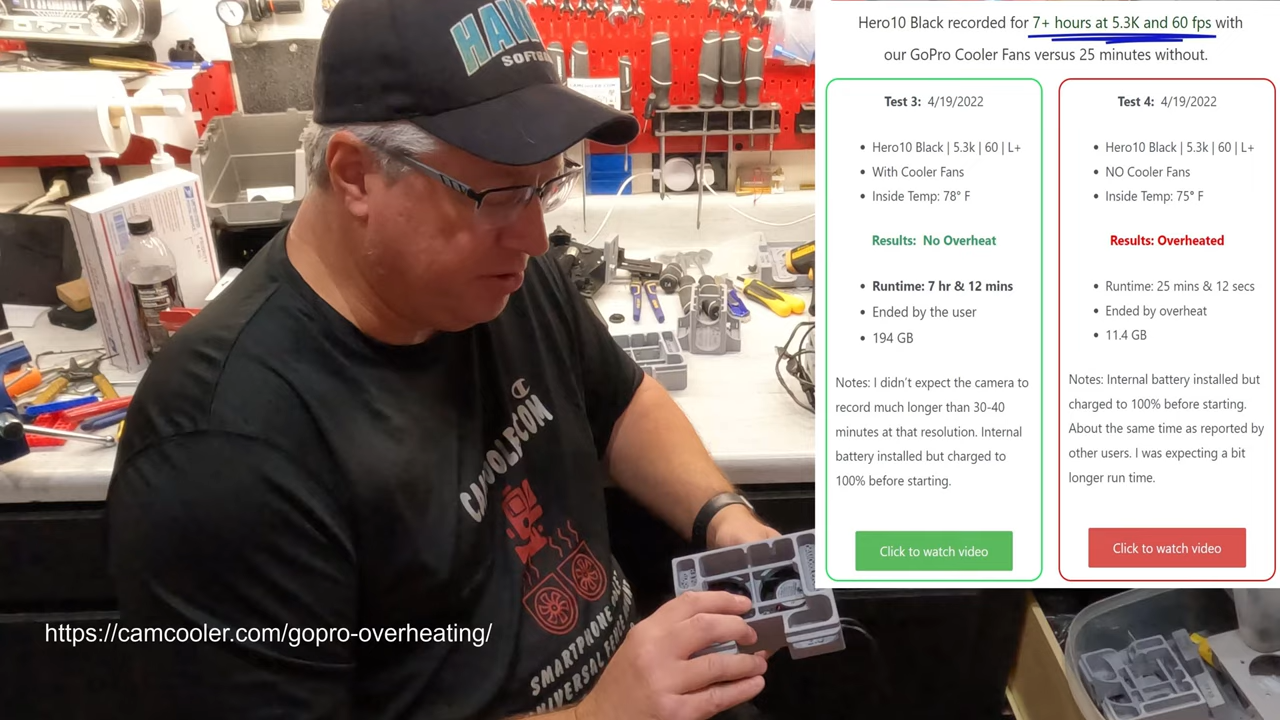 Hero10 Black recorded for 7+ hours at 5.3K and 60 fps with
our GoPro Cooler Fans versus 25 minutes without.
Test 3: 4/19/2022
• Hero10 Black | 5.3k | 60 | L+
• With Cooler Fans
• Inside Temp: 78° F
Results: No Overheat
• Runtime: 7 hr & 12 mins
• Ended by the user
• 194 GB
Notes: I didn't expect the camera to
record much longer than 30-40
minutes at that resolution. Internal
battery installed but charged to
100% before starting.
Click to watch video
Test 4: 4/19/2022
• Hero10 Black | 5.3k | 60 | L+
• NO Cooler Fans
• Inside Temp: 75° F
Results: Overheated
• Runtime: 25 mins & 12 secs
• Ended by overheat
• 11.4 GB
Notes: Internal battery installed but
charged to 100% before starting.
About the same time as reported by
other users. I was expecting a bit
longer run time.
Click to watch video
https://camcooler.com/gopro-overheating/
SMARTPHONE